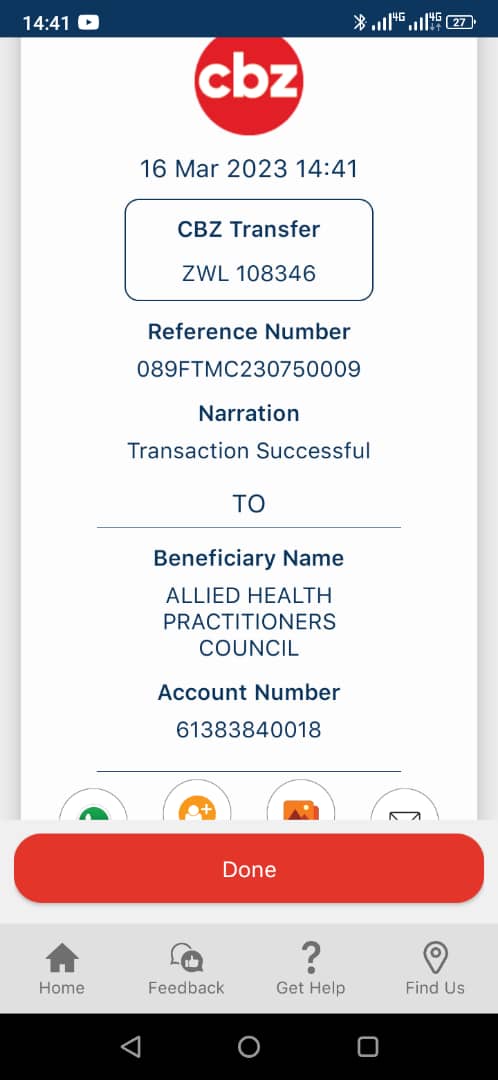 14:41
4G
4G
27
cbz
16 Mar 2023 14:41
CBZ Transfer
ZWL 108346
Reference Number
089FTMC230750009
Narration
Transaction Successful
TO
Beneficiary Name
ALLIED HEALTH
PRACTITIONERS
COUNCIL
Account Number
61383840018
Done
Home
Feedback
Get Help
Find Us